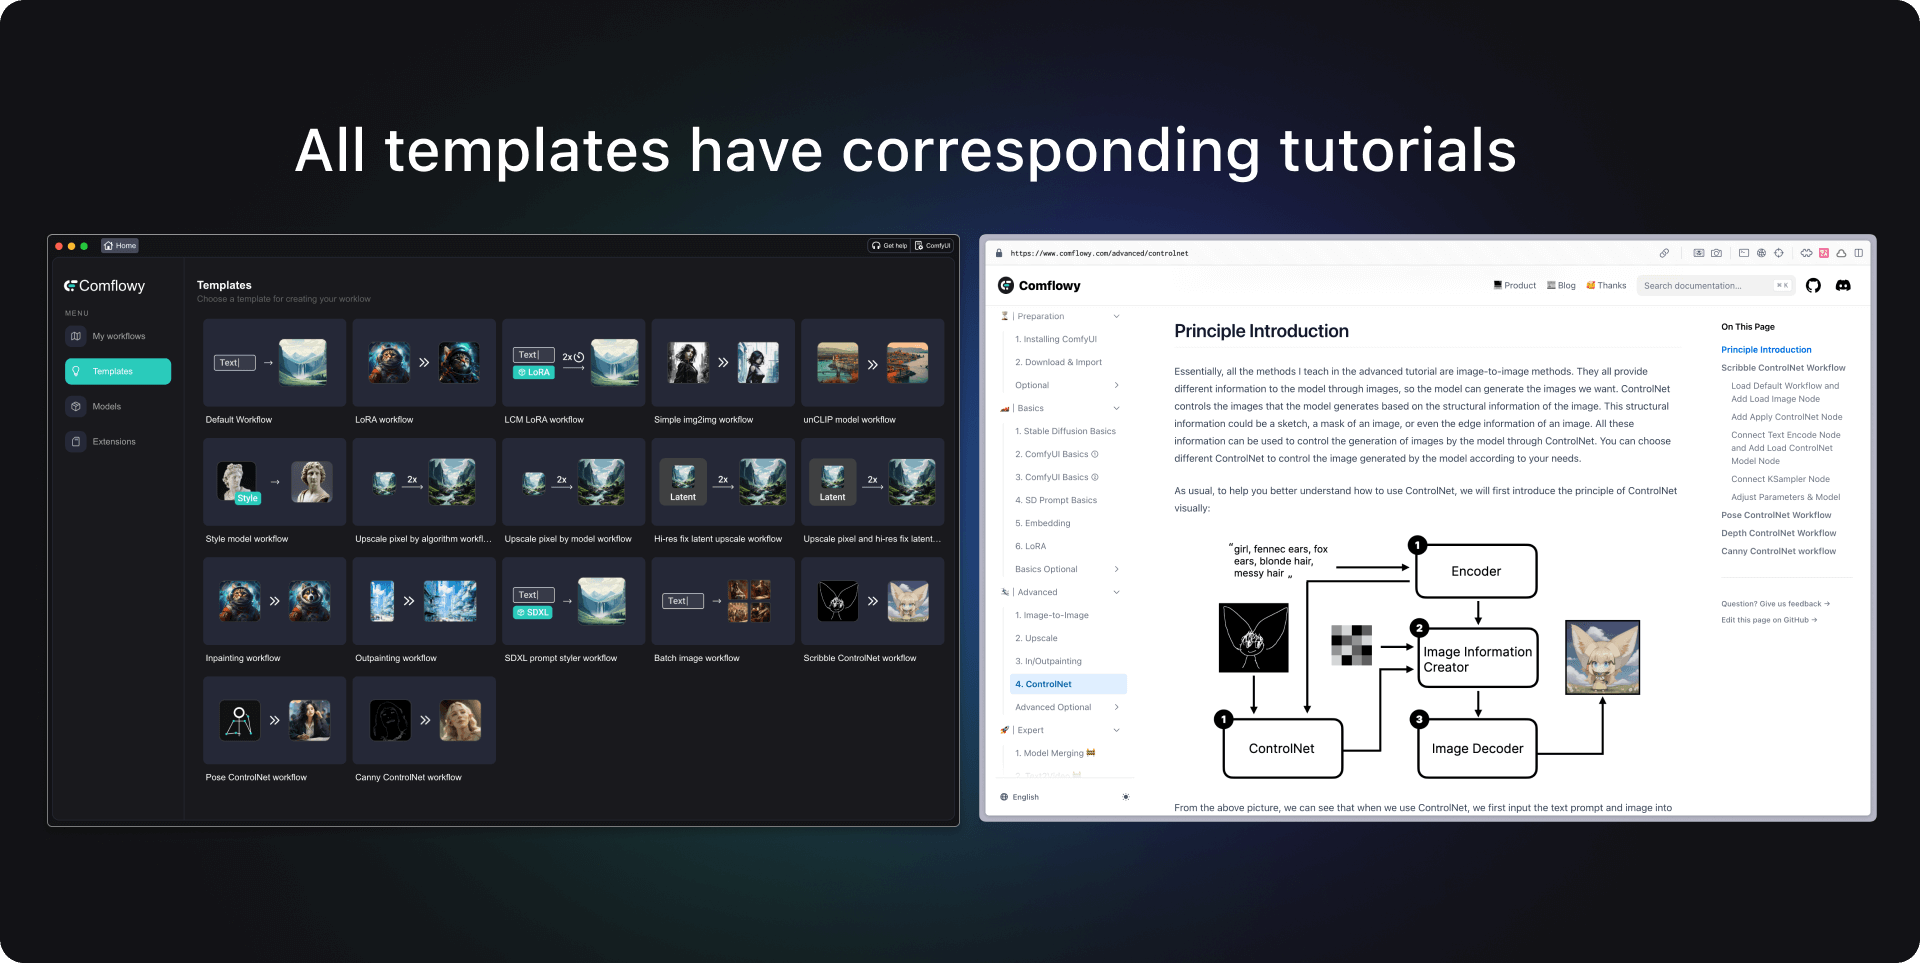 All templates have corresponding tutorials
Home
Get help
ComfyUI
Comflowy
MENU
My workflows
Templates
Models
Extensions
Templates
Choose a template for creating your worklow
Text|
Text|
2x
LoRA
Default Workflow
LoRA workflow
LCM LoRA workflow
Simple img2img workflow
unCLIP model workflow
Style
2x
2x
Latent
2x
Latent
2x
Style model workflow
Upscale pixel by algorithm workfl...
Upscale pixel by model workflow
Hi-res fix latent upscale workflow
Upscale pixel and hi-res fix latent...
Text|
SDXL
Text|
Inpainting workflow
Outpainting workflow
SDXL prompt styler workflow
Batch image workflow
Scribble ControlNet workflow
Pose ControlNet workflow
Canny ControlNet workflow
https://www.comflowy.com/advanced/controlnet
Comflowy
Product
Blog
Thanks
Search documentation...
⌘ K
| Preparation
1. Installing ComfyUI
2. Download & Import
Optional
| Basics
1. Stable Diffusion Basics
2. ComfyUI Basics ①
3. ComfyUI Basics ②
4. SD Prompt Basics
5. Embedding
6. LoRA
Basics Optional
| Advanced
1. Image-to-Image
2. Upscale
3. In/Outpainting
4. ControlNet
Advanced Optional
| Expert
1. Model Merging
English
Principle Introduction
Essentially, all the methods I teach in the advanced tutorial are image-to-image methods. They all provide
different information to the model through images, so the model can generate the images we want. ControlNet
controls the images that the model generates based on the structural information of the image. This structural
information could be a sketch, a mask of an image, or even the edge information of an image. All these
information can be used to control the generation of images by the model through ControlNet. You can choose
different ControlNet to control the image generated by the model according to your needs.
As usual, to help you better understand how to use ControlNet, we will first introduce the principle of ControlNet
visually:
“girl, fennec ears, fox
ears, blonde hair,
messy hair „
1
Encoder
2
Image Information
Creator
1
ControlNet
3
Image Decoder
From the above picture, we can see that when we use ControlNet, we first input the text prompt and image into
On This Page
Principle Introduction
Scribble ControlNet Workflow
Load Default Workflow and
Add Load Image Node
Add Apply ControlNet Node
Connect Text Encode Node
and Add Load ControlNet
Model Node
Connect KSampler Node
Adjust Parameters & Model
Pose ControlNet Workflow
Depth ControlNet Workflow
Canny ControlNet workflow
Question? Give us feedback →
Edit this page on GitHub →